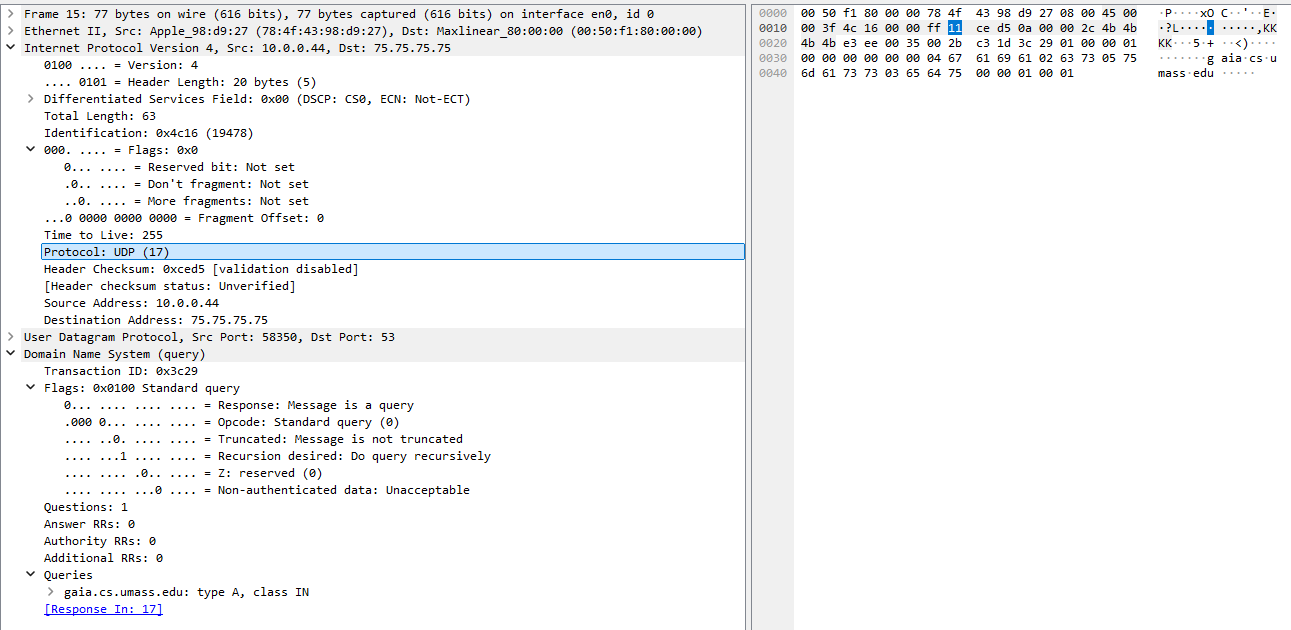 Frame 15: 77 bytes on wire (616 bits), 77 bytes captured (616 bits) on interface en0, id 0
Ethernet II, Src: Apple_98:d9:27 (78:4f:43:98:d9:27), Dst: Maxlinear_80:00:00 (00:50:f1:80:00:00)
Internet Protocol Version 4, Src: 10.0.0.44, Dst: 75.75.75.75
0100 .... = Version: 4
.... 0101 = Header Length: 20 bytes (5)
Differentiated Services Field: 0x00 (DSCP: CS0, ECN: Not-ECT)
Total Length: 63
Identification: 0x4c16 (19478)
000. .... = Flags: 0x0
0... .... = Reserved bit: Not set
.0.. .... = Don't fragment: Not set
..0. .... = More fragments: Not set
...0 0000 0000 0000 = Fragment Offset: 0
Time to Live: 255
Protocol: UDP (17)
Header Checksum: 0xced5 [validation disabled]
[Header checksum status: Unverified]
Source Address: 10.0.0.44
Destination Address: 75.75.75.75
User Datagram Protocol, Src Port: 58350, Dst Port: 53
Domain Name System (query)
Transaction ID: 0x3c29
Flags: 0x0100 Standard query
0... .... .... .... = Response: Message is a query
.000 0... .... .... = Opcode: Standard query (0)
.... ..0. .... .... = Truncated: Message is not truncated
.... ...1 .... .... = Recursion desired: Do query recursively
.... .... .0.. .... = Z: reserved (0)
.... .... ...0 .... = Non-authenticated data: Unacceptable
Questions: 1
Answer RRs: 0
Authority RRs: 0
Additional RRs: 0
Queries
gaia.cs.umass.edu: type A, class IN
[Response In: 17]
0000 00 50 f1 80 00 00 78 4f 43 98 d9 27 08 00 45 00 ·P····xO C··'··E·
0010 00 3f 4c 16 00 00 ff 11 ce d5 0a 00 00 2c 4b 4b ·?L····· ·····,KK
0020 4b 4b e3 ee 00 35 00 2b c3 1d 3c 29 01 00 00 01 KK···5·+ ··<)····
0030 00 00 00 00 00 00 04 67 61 69 61 02 63 73 05 75 ·······g aia·cs·u
0040 6d 61 73 73 03 65 64 75 00 00 01 00 01 mass·edu ·····